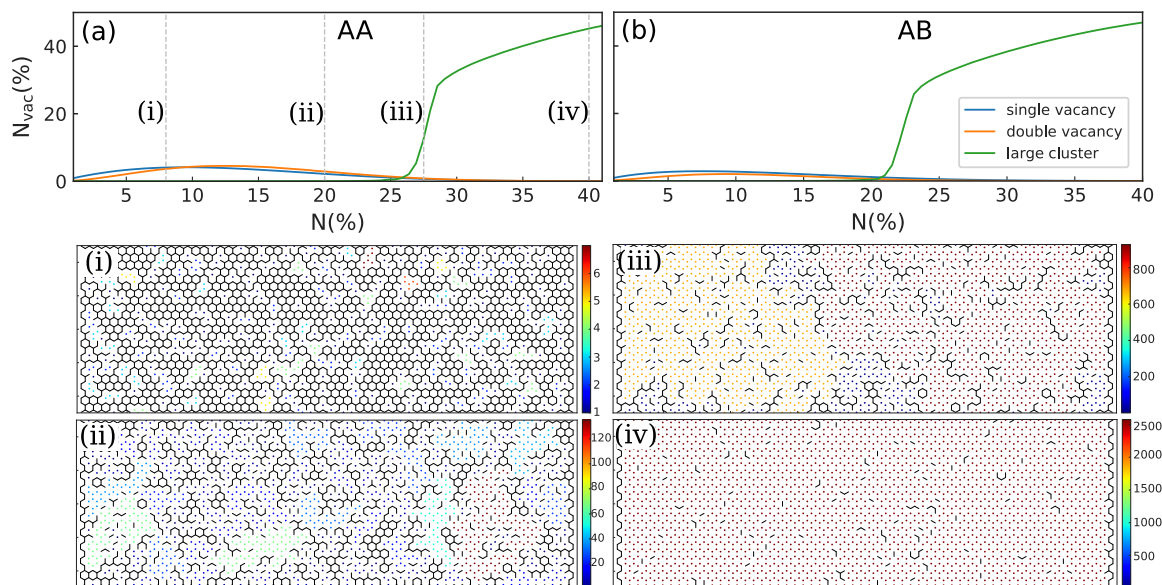 (a) AA
(b) AB
N_vac(%)
40
20
0
(i) (ii) (iii) (iv)
single vacancy
double vacancy
large cluster
5 10 15 20 25 30 35 40
5 10 15 20 25 30 35 40
N(%)
N(%)
(i)
6
5
4
3
2
1
(iii)
800
600
400
200
(ii)
120
100
80
60
40
20
(iv)
2500
2000
1500
1000
500